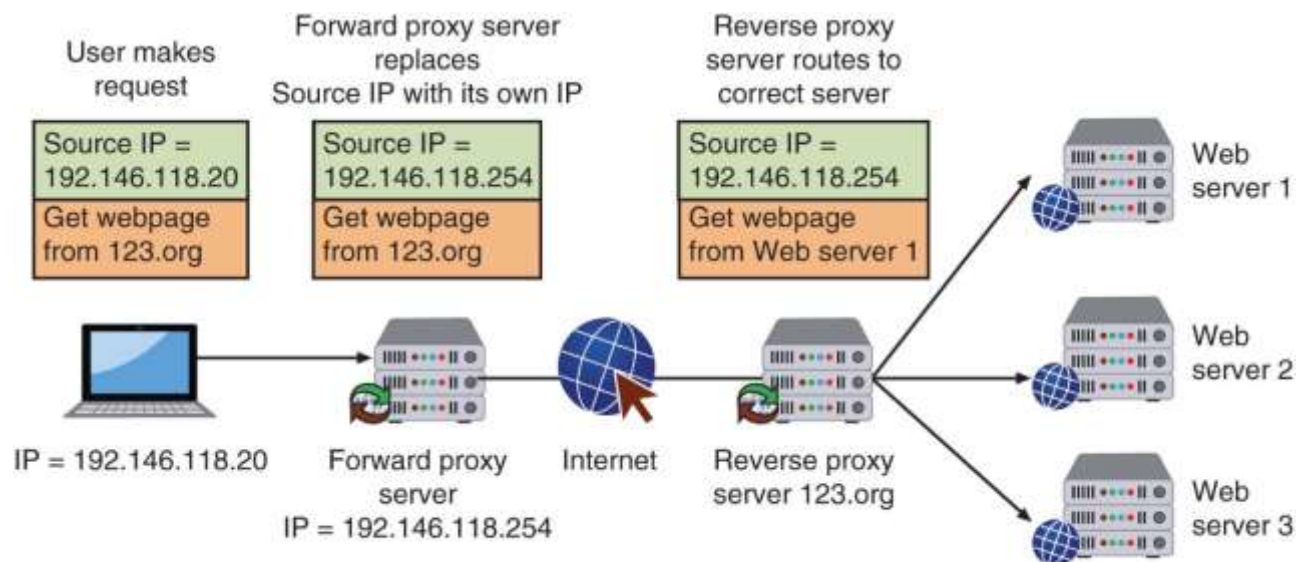 User makes
request
Forward proxy server
replaces
Source IP with its own IP
Reverse proxy
server routes to
correct server
Source IP =
192.146.118.20
Get webpage
from 123.org
Source IP =
192.146.118.254
Get webpage
from 123.org
Source IP =
192.146.118.254
Get webpage
from Web server 1
Web
server 1
Web
server 2
Web
server 3
IP = 192.146.118.20
Forward proxy
server
IP = 192.146.118.254
Internet
Reverse proxy
server 123.org